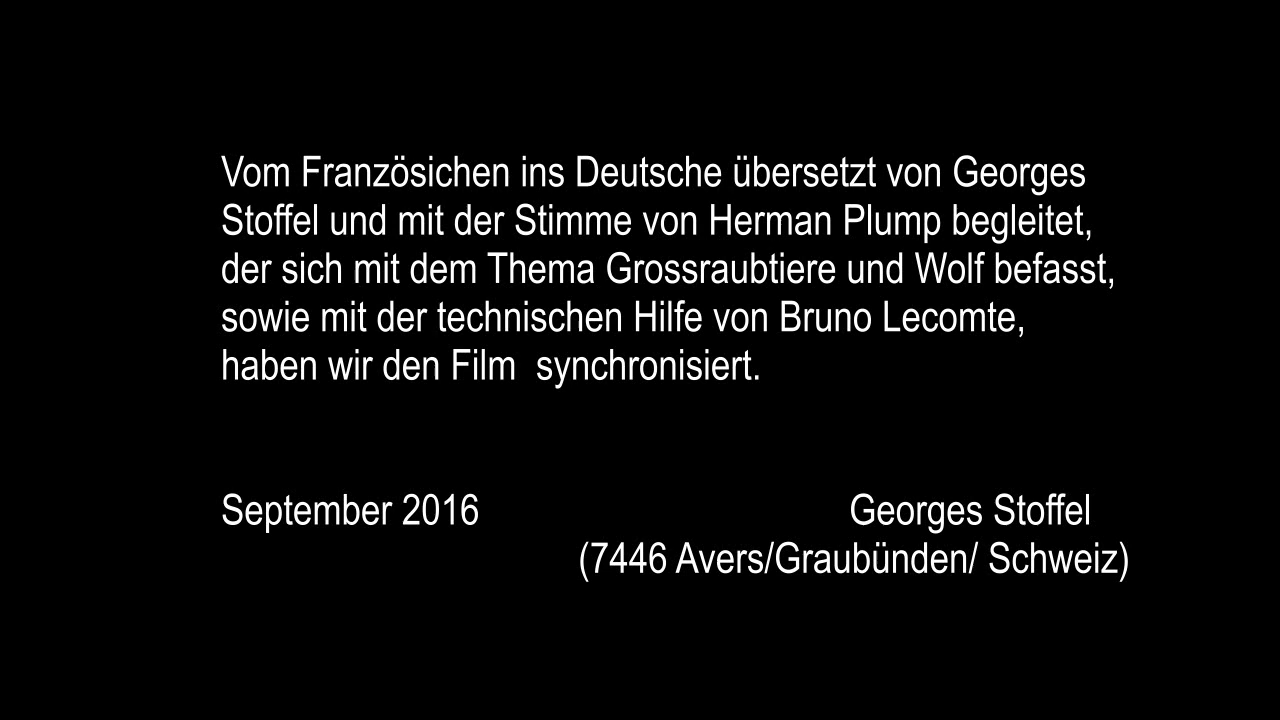 Vom Französichen ins Deutsche übersetzt von Georges
Stoffel und mit der Stimme von Herman Plump begleitet,
der sich mit dem Thema Grossraubtiere und Wolf befasst,
sowie mit der technischen Hilfe von Bruno Lecomte,
haben wir den Film  synchronisiert.
September 2016 Georges Stoffel
(7446 Avers/Graubünden/ Schweiz)